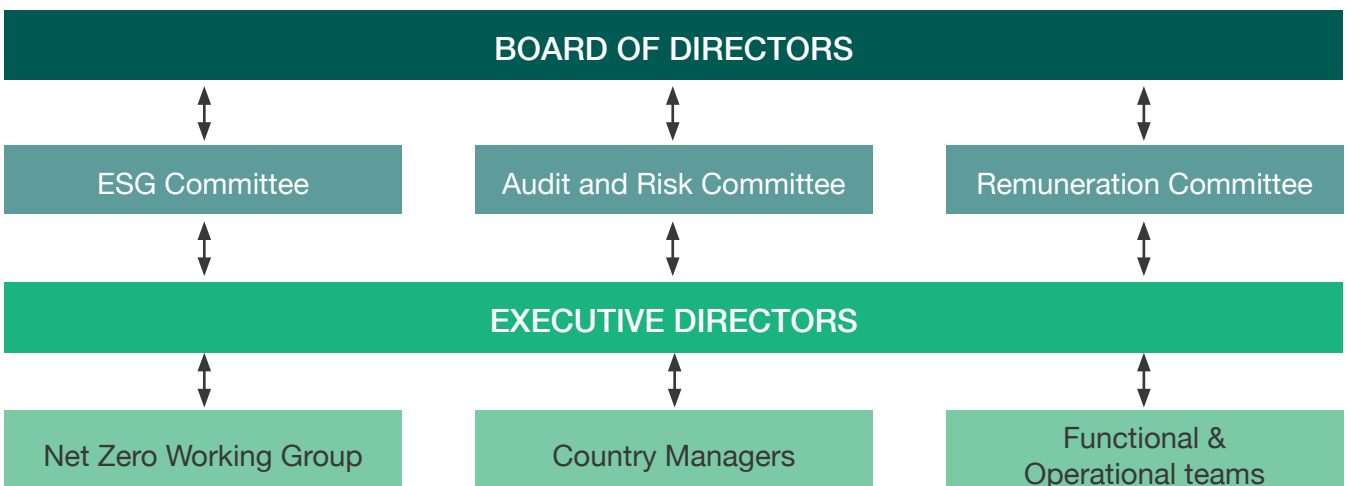 BOARD OF DIRECTORS
ESG Committee
Audit and Risk Committee
Remuneration Committee
EXECUTIVE DIRECTORS
Net Zero Working Group
Country Managers
Functional &
Operational teams